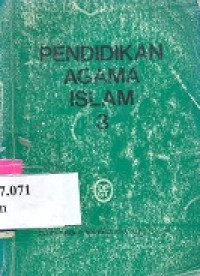 PENDIDIKAN
AGAMA
ISLAM
3
7.071
n